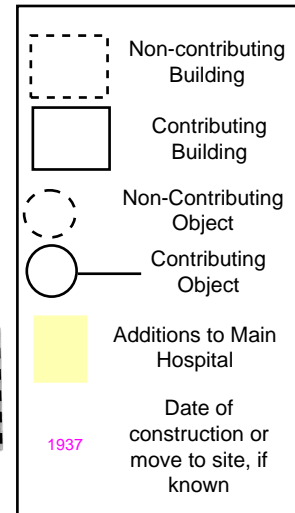 Non-contributing
Building
Contributing
Building
Non-Contributing
Object
Contributing
Object
Additions to Main
Hospital
1937
Date of
construction or
move to site, if
known